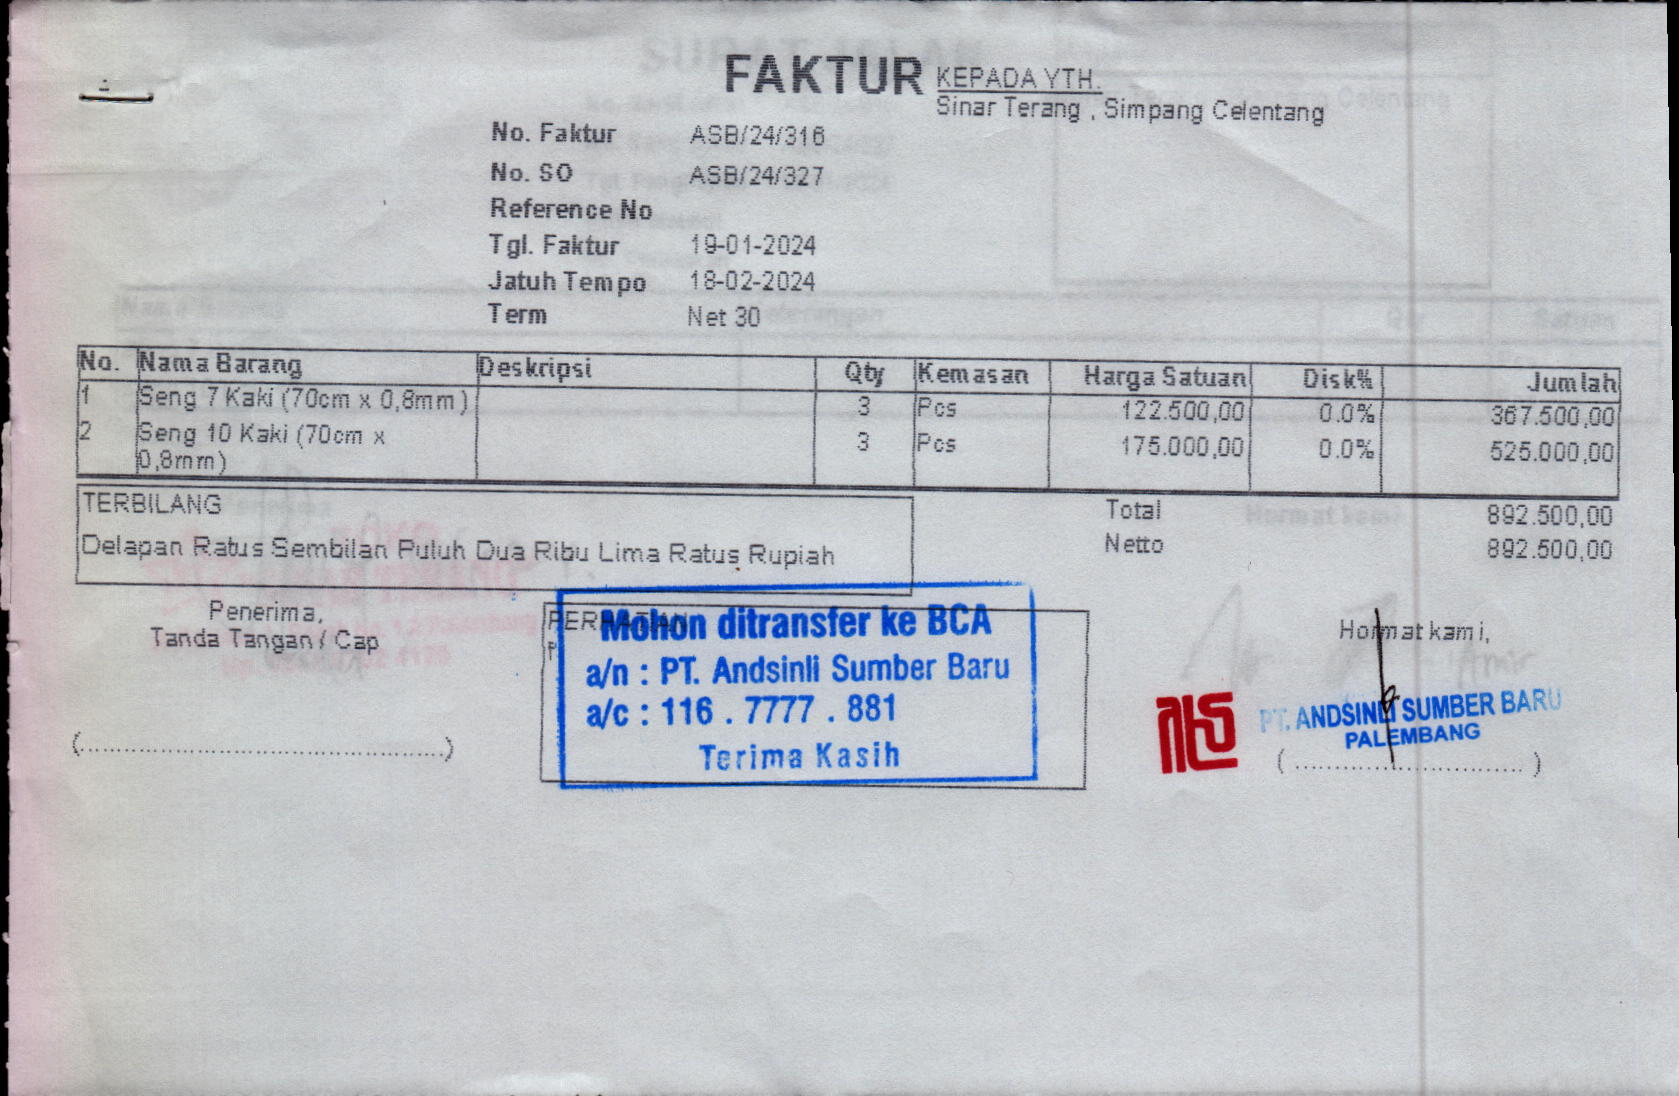 FAKTUR
KEPADA YTH.
Sinar Terang , Simpang Celentang
No. Faktur ASB/24/316
No. SO ASB/24/327
Reference No
Tgl. Faktur 19-01-2024
Jatuh Tempo 18-02-2024
Term Net 30
No. Nama Barang Deskripsi Qty Kemasan Harga Satuan Disk% Jumlah
1 Seng 7 Kaki (70cm x 0,8mm) 3 Pcs 122.500,00 0.0% 367.500,00
2 Seng 10 Kaki (70cm x 3 Pcs 175.000,00 0.0% 525.000,00
0,8mm)
TERBILANG
Delapan Ratus Sembilan Puluh Dua Ribu Lima Ratus Rupiah
Total 892.500,00
Netto 892.500,00
Penerima,
Tanda Tangan / Cap
(................................................)
Mohon ditransfer ke BCA
a/n : PT. Andsinli Sumber Baru
a/c : 116 . 7777 . 881
Terima Kasih
Hormat kami,
PT. ANDSINLI SUMBER BARU
PALEMBANG
( .............................. )